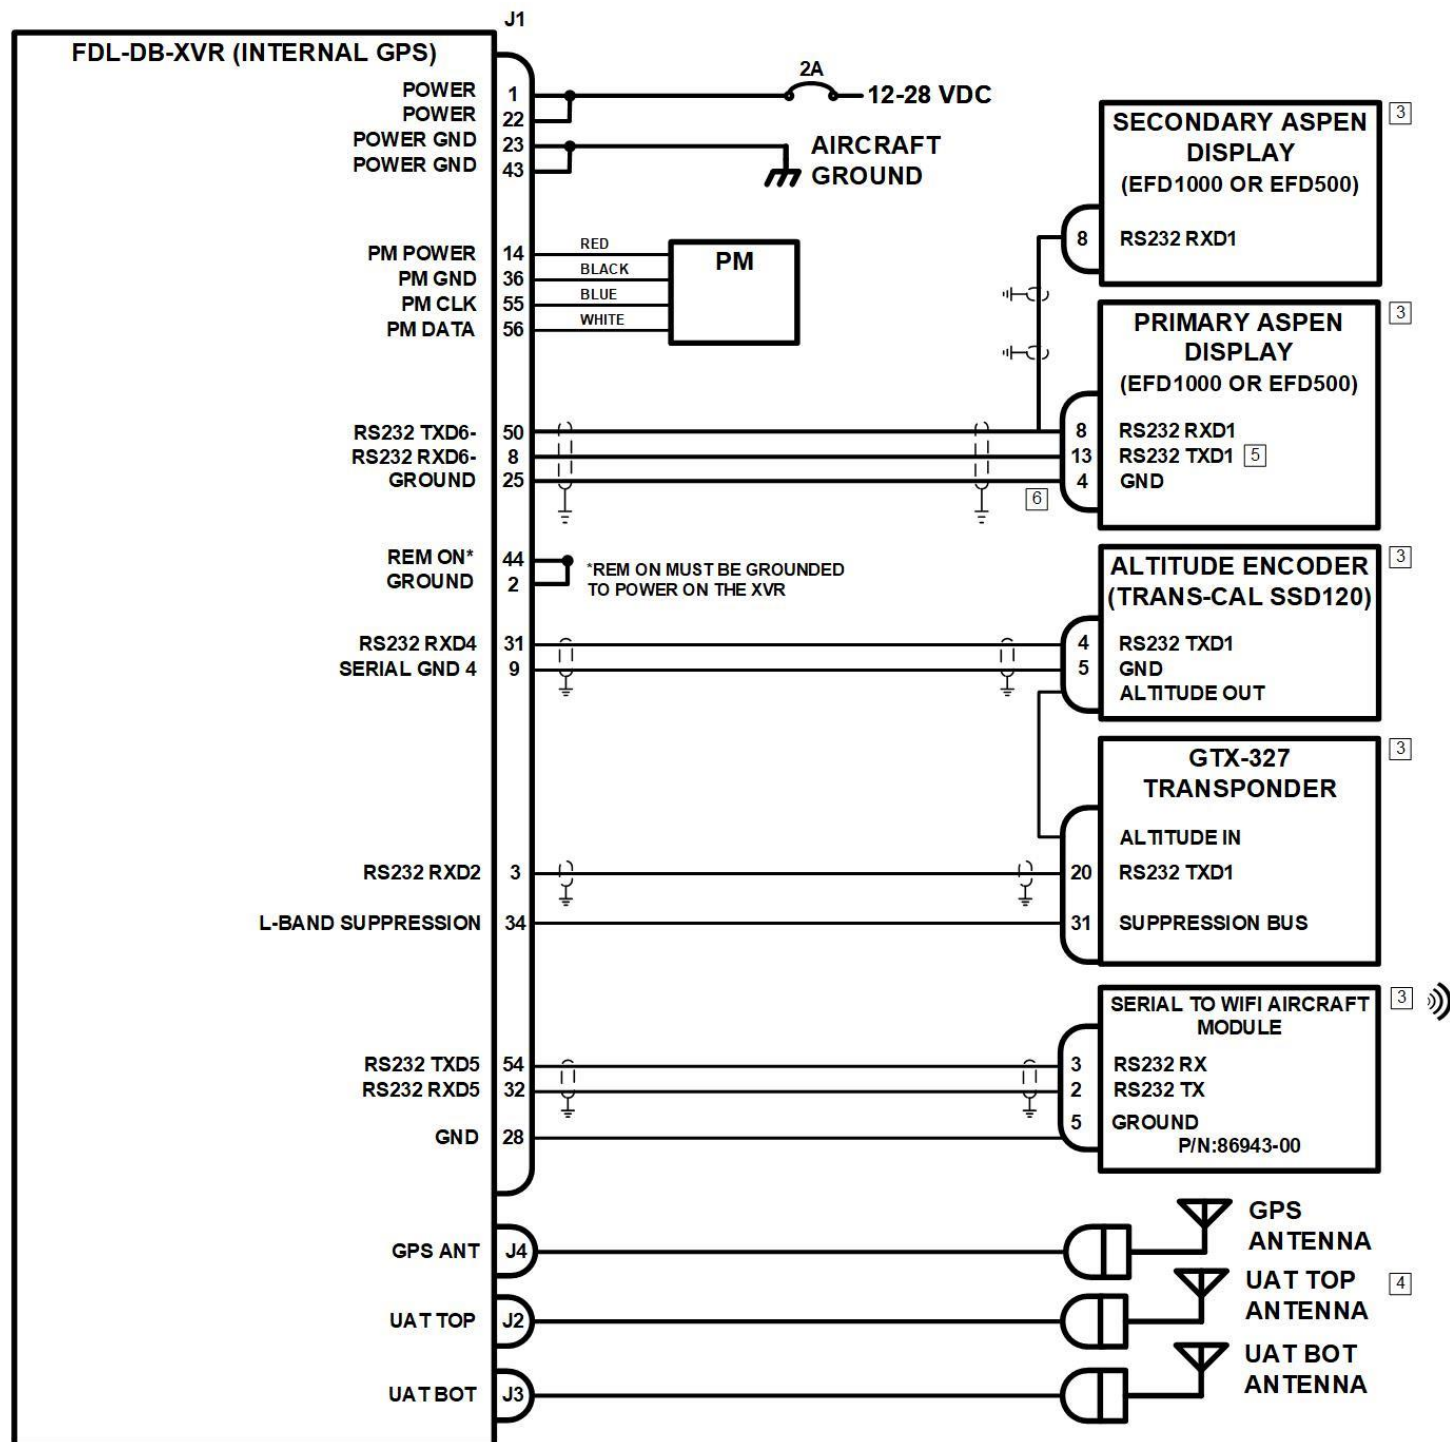 J1
FDL-DB-XVR (INTERNAL GPS)
POWER 1
POWER 22
POWER GND 23
POWER GND 43
2A
12-28 VDC
AIRCRAFT
GROUND
PM POWER 14 RED
PM GND 36 BLACK
PM CLK 55 BLUE
PM DATA 56 WHITE
PM
SECONDARY ASPEN
DISPLAY
(EFD1000 OR EFD500)
3
8 RS232 RXD1
PRIMARY ASPEN
DISPLAY
(EFD1000 OR EFD500)
3
RS232 TXD6- 50
RS232 RXD6- 8
GROUND 25
8 RS232 RXD1
13 RS232 TXD1 5
4 GND
6
REM ON* 44
GROUND 2
*REM ON MUST BE GROUNDED
TO POWER ON THE XVR
ALTITUDE ENCODER
(TRANS-CAL SSD120)
3
RS232 RXD4 31
SERIAL GND 4 9
4 RS232 TXD1
5 GND
ALTITUDE OUT
GTX-327
TRANSPONDER
3
ALTITUDE IN
RS232 RXD2 3
20 RS232 TXD1
L-BAND SUPPRESSION 34
31 SUPPRESSION BUS
SERIAL TO WIFI AIRCRAFT
MODULE
3
RS232 TXD5 54
RS232 RXD5 32
GND 28
3 RS232 RX
2 RS232 TX
5 GROUND
P/N:86943-00
GPS ANT J4
GPS
ANTENNA
UAT TOP J2
UAT TOP
ANTENNA
4
UAT BOT J3
UAT BOT
ANTENNA